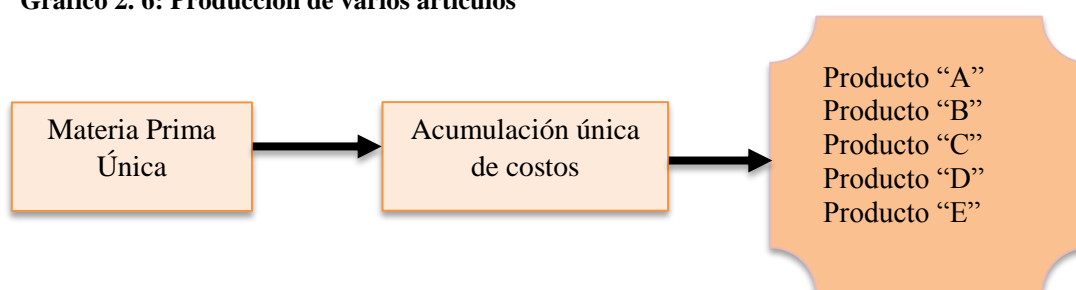 Gráfico 2. 6: Producción de varios artículos
Materia Prima
Única
Acumulación única
de costos
Producto “A”
Producto “B”
Producto “C”
Producto “D”
Producto “E”